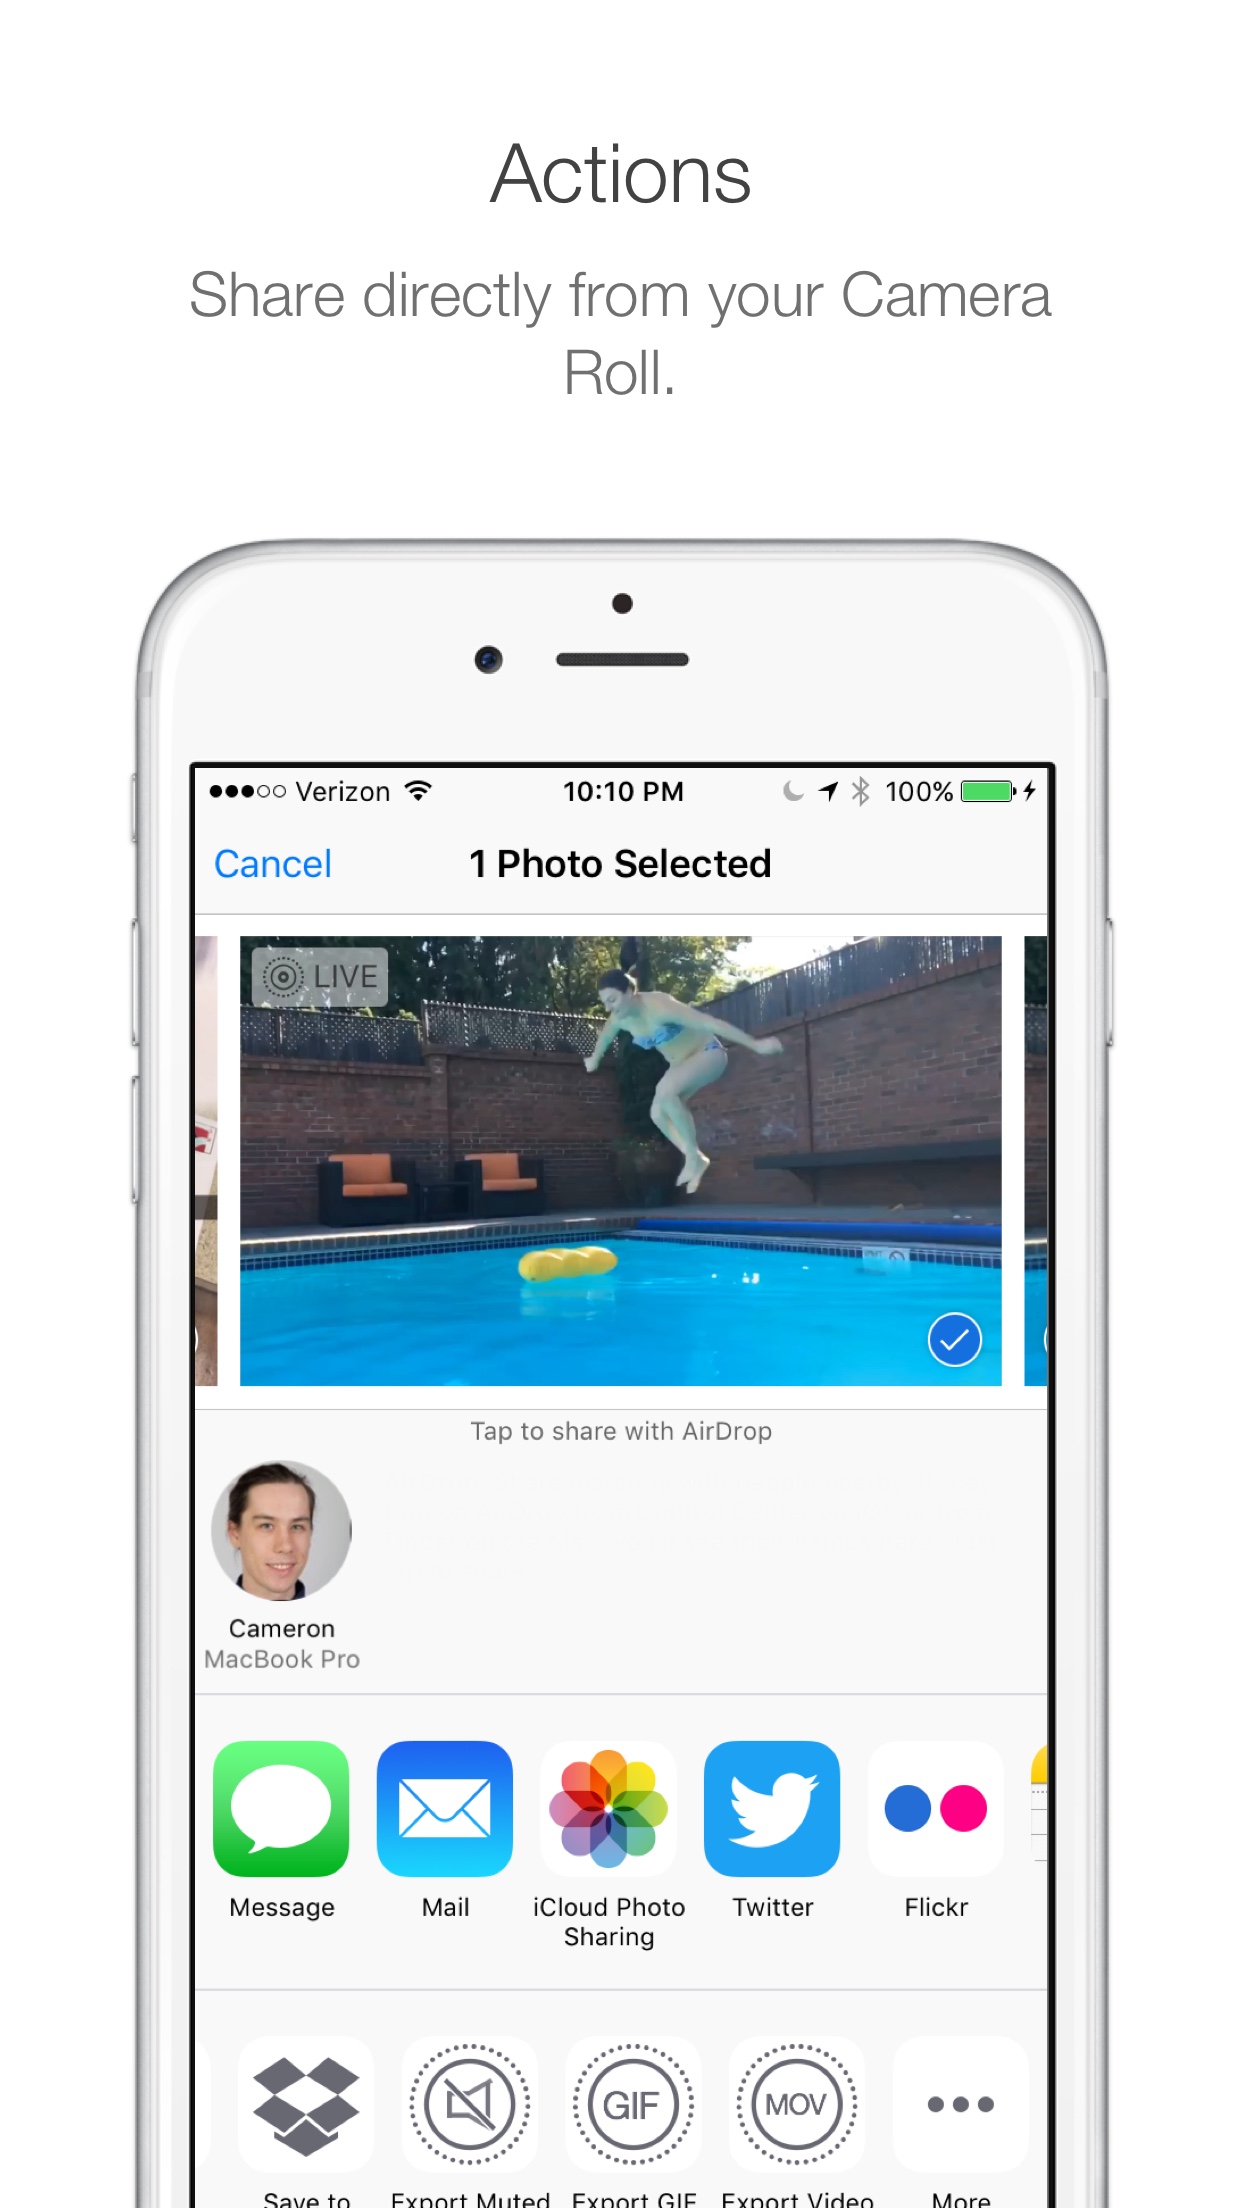 Actions
Share directly from your Camera
Roll.
Verizon 10:10 PM 100%
Cancel 1 Photo Selected
LIVE
Tap to share with AirDrop
Cameron
MacBook Pro
Message Mail iCloud Photo Twitter Flickr
Sharing
GIF MOV
Save to Export Muted Export GIF Export Video More